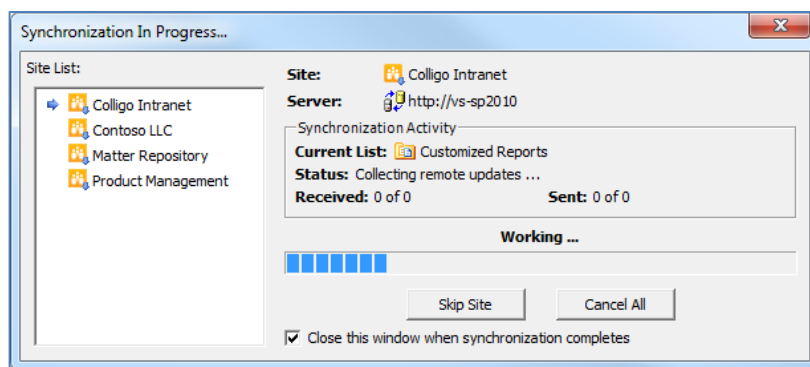 Synchronization In Progress...
Site List:
Colligo Intranet
Contoso LLC
Matter Repository
Product Management
Site: Colligo Intranet
Server: http://vs-sp2010
Synchronization Activity
Current List: Customized Reports
Status: Collecting remote updates ...
Received: 0 of 0 Sent: 0 of 0
Working ...
Skip Site Cancel All
Close this window when synchronization completes